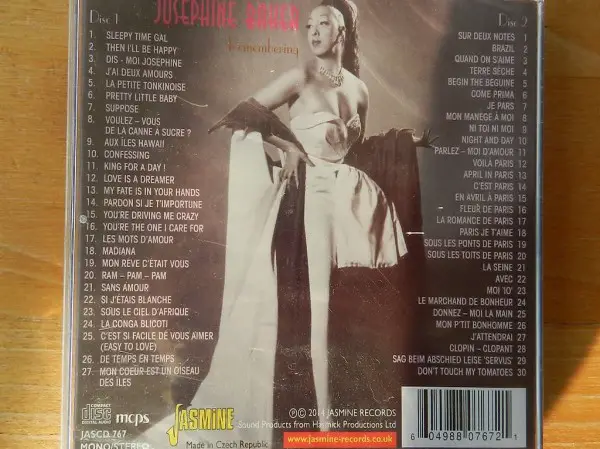 JOSEPHINE BAKER
Remembering
Disc 1
1. SLEEPY TIME GAL
2. THEN I'LL BE HAPPY
3. DIS - MOI JOSEPHINE
4. J'AI DEUX AMOURS
5. LA PETITE TONKINOISE
6. PRETTY LITTLE BABY
7. SUPPOSE
8. VOULEZ – VOUS
DE LA CANNE A SUCRE ?
9. AUX ÎLES HAWAII
10. CONFESSING
11. KING FOR A DAY !
12. LOVE IS A DREAMER
13. MY FATE IS IN YOUR HANDS
14. PARDON SI JE T'IMPORTUNE
15. YOU'RE DRIVING ME CRAZY
16. YOU'RE THE ONE I CARE FOR
17. LES MOTS D'AMOUR
18. MADIANA
19. MON RÊVE C'ÉTAIT VOUS
20. RAM – PAM – PAM
21. SANS AMOUR
22. SI J'ÉTAIS BLANCHE
23. SOUS LE CIEL D'AFRIQUE
24. LA CONGA BLICOTI
25. C'EST SI FACILE DE VOUS AIMER
(EASY TO LOVE)
26. DE TEMPS EN TEMPS
27. MON COEUR EST UN OISEAU
DES ÎLES
Disc 2
SUR DEUX NOTES 1
BRAZIL 2
QUAND ON S'AIME 3
TERRE SÈCHE 4
BEGIN THE BEGUINE 5
COME PRIMA 6
JE PARS 7
MON MANÈGE À MOI 8
NI TOI NI MOI 9
NIGHT AND DAY 10
PARLEZ – MOI D'AMOUR 11
VOILA PARIS 12
APRIL IN PARIS 13
C'EST PARIS 14
EN AVRIL À PARIS 15
FLEUR DE PARIS 16
LA ROMANCE DE PARIS 17
PARIS JE T'AIME 18
SOUS LES PONTS DE PARIS 19
SOUS LES TOITS DE PARIS 20
LA SEINE 21
AVEC 22
MOI 23
LE MARCHAND DE BONHEUR 24
DONNEZ – MOI LA MAIN 25
MON P'TIT BONHOMME 26
J'ATTENDRAI 27
CLOPIN – CLOPANT 28
SAG BEIM ABSCHIED LEISE 'SERVUS' 29
DON'T TOUCH MY TOMATOES 30
COMPACT
disc
DIGITAL AUDIO
mcps
JASCD 767
MONO/STEREO
JASMINE
Made in Czech Republic
Ⓟ© 2014 JASMINE RECORDS
Sound Products from Hasmick Productions Ltd
www.jasmine-records.co.uk
6 04988 07672 1